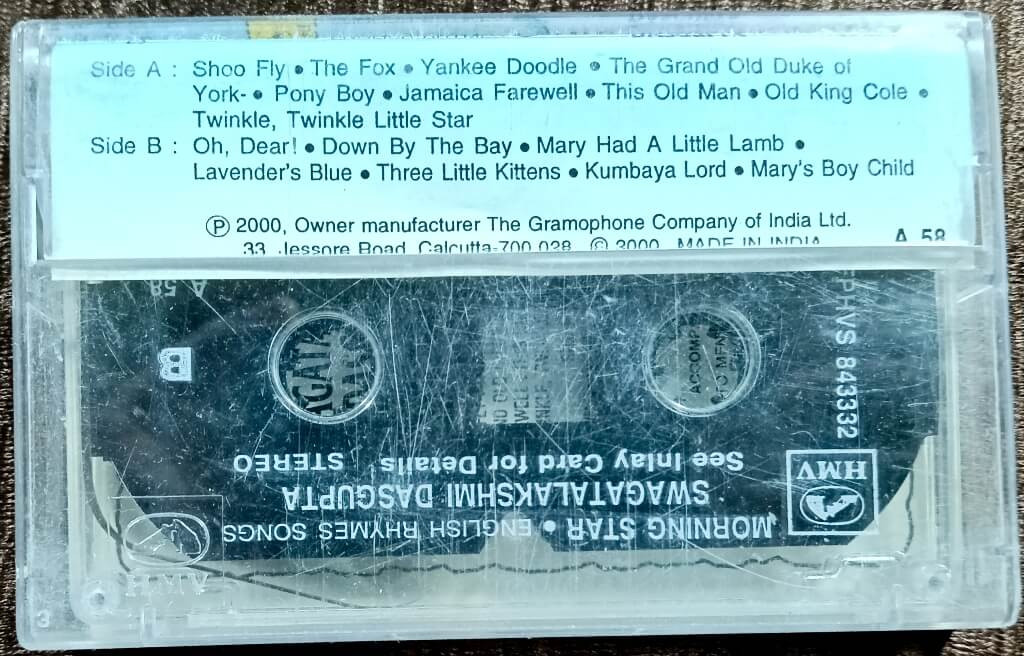 Side A : Shoo Fly • The Fox • Yankee Doodle • The Grand Old Duke of
York- • Pony Boy • Jamaica Farewell • This Old Man • Old King Cole •
Twinkle, Twinkle Little Star
Side B : Oh, Dear! • Down By The Bay • Mary Had A Little Lamb •
Lavender's Blue • Three Little Kittens • Kumbaya Lord • Mary's Boy Child
Ⓟ 2000, Owner manufacturer The Gramophone Company of India Ltd.
33, Jessore Road, Calcutta-700 028 © 2000 MADE IN INDIA A 58
A 58
B
FPHVS 843332
ACCOMP
HMV
MORNING STAR • ENGLISH RHYMES SONGS
SWAGATALAKSHMI DASGUPTA
See Inlay Card for Details. STEREO
3